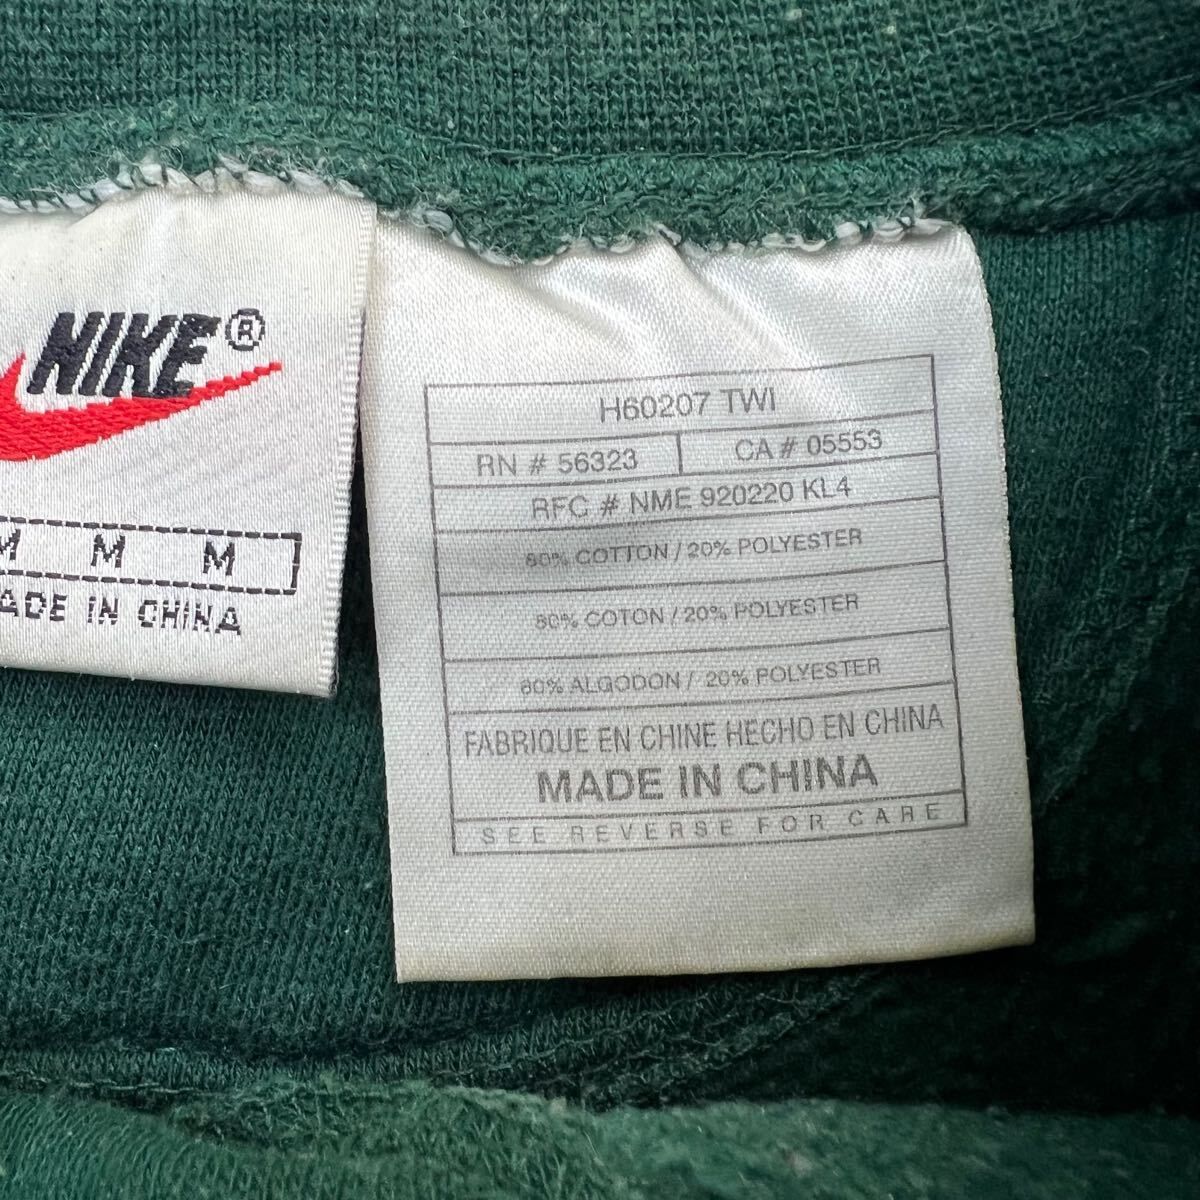 NIKE®
M M M
MADE IN CHINA
H60207 TWI
RN # 56323 CA # 05553
RFC # NME 920220 KL4
80% COTTON / 20% POLYESTER
80% COTON / 20% POLYESTER
80% ALGODON / 20% POLYESTER
FABRIQUE EN CHINE HECHO EN CHINA
MADE IN CHINA
SEE REVERSE FOR CARE